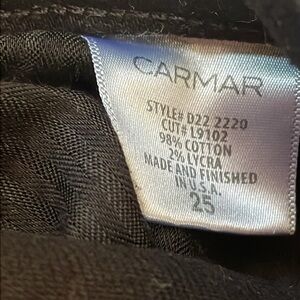 CARMAR
STYLE# D22 2220
CUT# L9102
98% COTTON
2% LYCRA
MADE AND FINISHED
IN U.S.A.
25